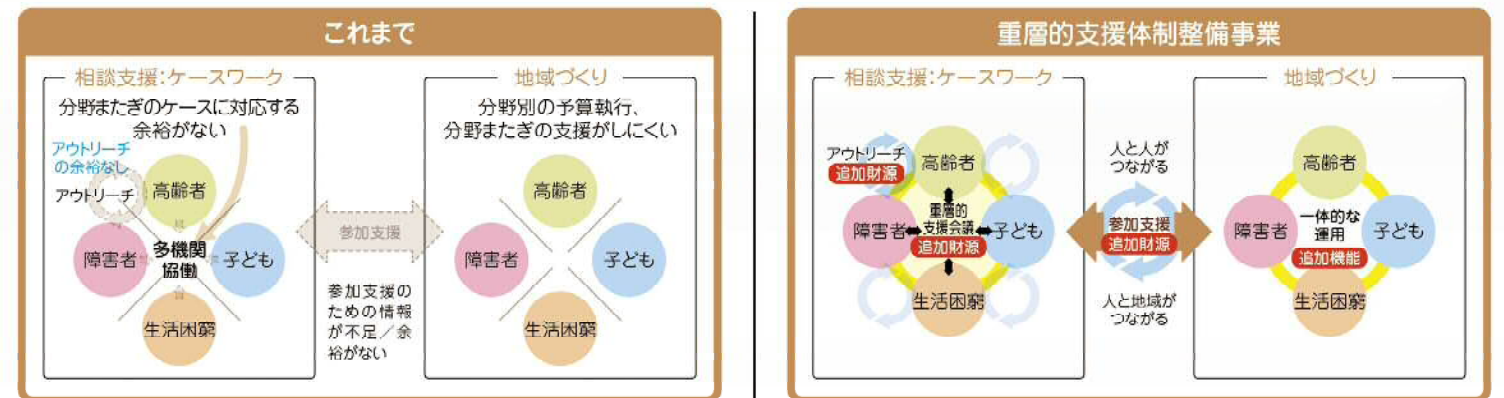 これまで
相談支援:ケースワーク
分野またぎのケースに対応する
余裕がない
アウトリーチ
の余裕なし
アウトリーチ
高齢者
障害者
多機関
協働
子ども
生活困窮
参加支援
参加支援の
ための情報
が不足／余
裕がない
地域づくり
分野別の予算執行、
分野またぎの支援がしにくい
高齢者
障害者
子ども
生活困窮
重層的支援体制整備事業
相談支援:ケースワーク
アウトリーチ
追加財源
高齢者
障害者
重層的
支援会議
追加財源
子ども
生活困窮
人と人が
つながる
参加支援
追加財源
人と地域が
つながる
地域づくり
高齢者
障害者
一体的な
運用
追加機能
子ども
生活困窮